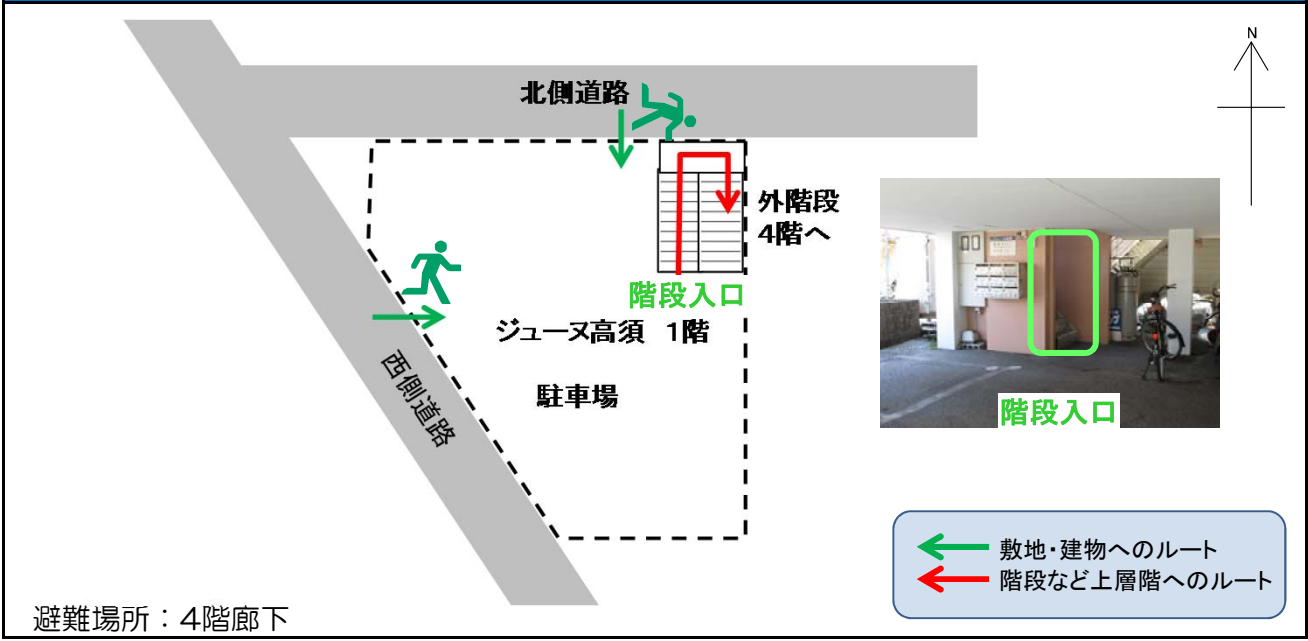 N
北側道路
外階段
4階へ
階段入口
ジューヌ高須 1階
駐車場
西側道路
階段入口
敷地・建物へのルート
階段など上層階へのルート
避難場所：4階廊下